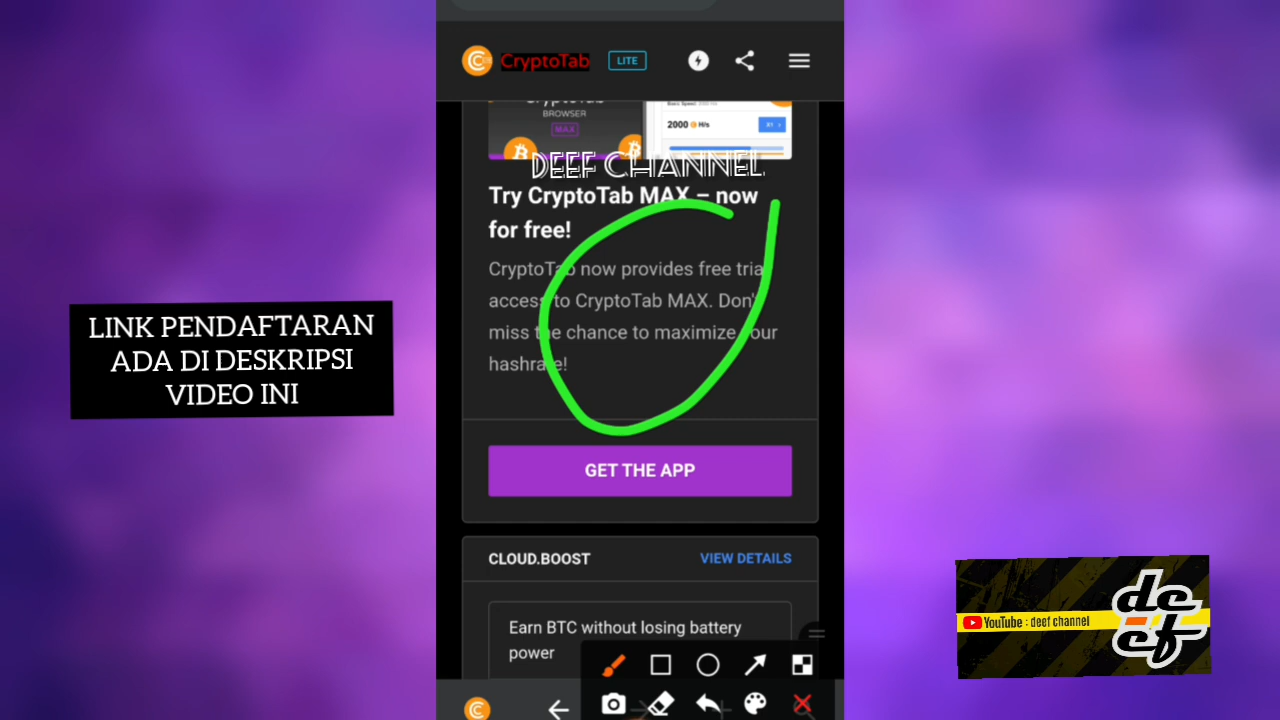 LINK PENDAFTARAN
ADA DI DESKRIPSI
VIDEO INI
CryptoTab
LITE
BROWSER
MAX
2000 H/s
X1 >
DEEF CHANNEL
Try CryptoTab MAX – now
for free!
CryptoTab now provides free tria
access to CryptoTab MAX. Don'
miss the chance to maximize your
hashrate!
GET THE APP
CLOUD.BOOST
VIEW DETAILS
Earn BTC without losing battery
power
YouTube : deef channel
de
ef